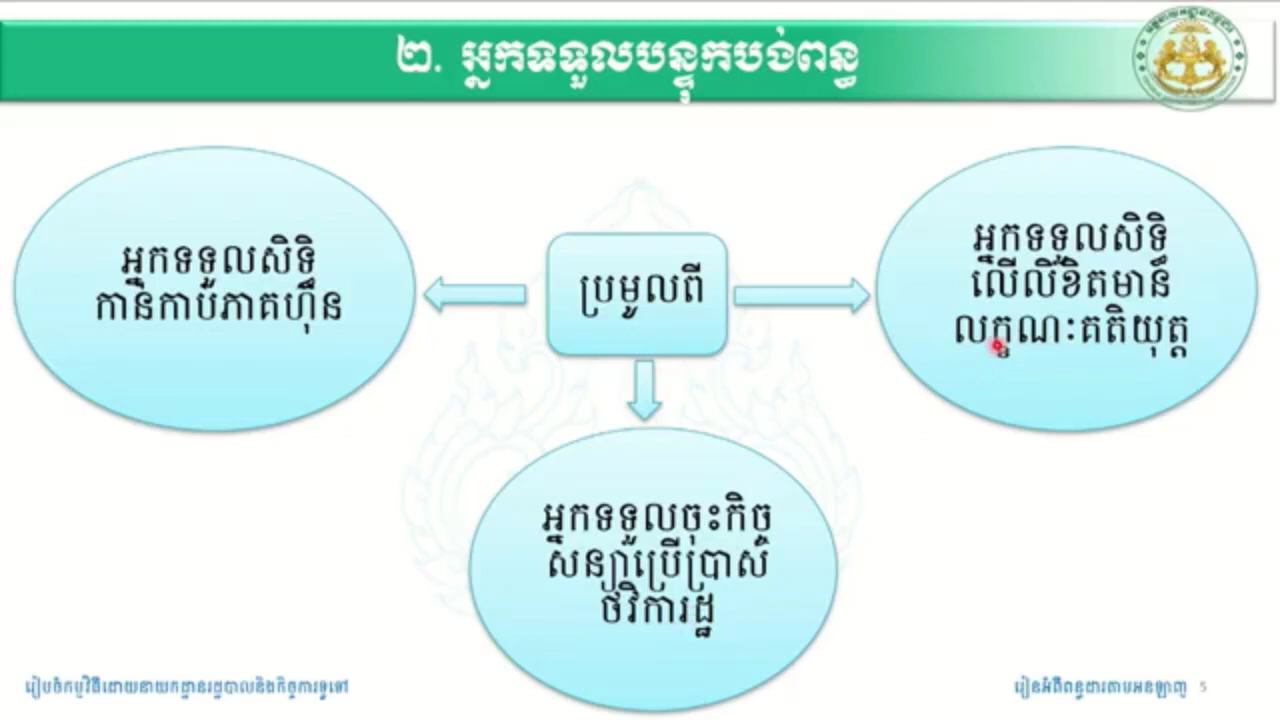 ២. អ្នកទទួលបន្ទុកបង់ពន្ធ
អ្នកទទួលសិទ្ធិ
កាន់កាប់ភាគហ៊ុន
ប្រមូលពី
អ្នកទទួលសិទ្ធិ
លើលិខិតមាន
លក្ខណៈគតិយុត្ត
អ្នកទទួលចុះកិច្ច
សន្យាប្រើប្រាស់
ថវិការដ្ឋ
រៀបចំកម្មវិធីដោយនាយកដ្ឋានរដ្ឋបាលនិងកិច្ចការទូទៅ
រៀនអំពីពន្ធដារតាមអនឡាញ 5